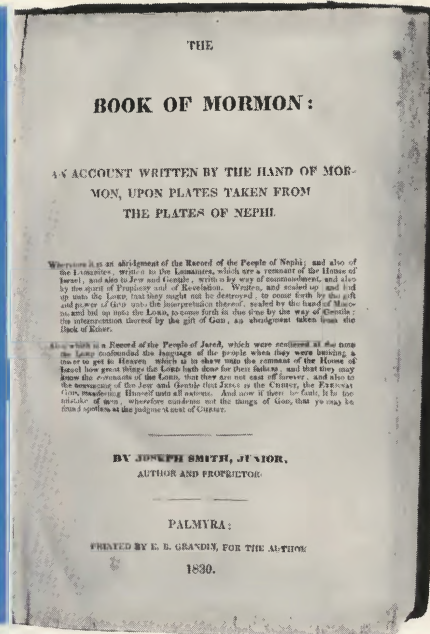 THE
BOOK OF MORMON:
AN ACCOUNT WRITTEN BY THE HAND OF MOR-
MON, UPON PLATES TAKEN FROM
THE PLATES OF NEPHI.
Wherefore it is an abridgment of the Record of the People of Nephi; and also of
the Lamanites; written to the Lamanites, which are a remnant of the House of
Israel; and also to Jew and Gentile; written by way of commandment, and also
by the spirit of Prophesy and of Revelation. Written, and sealed up, and hid
up unto the LORD, that they might not be destroyed; to come forth by the gift
and power of GOD unto the interpretation thereof; sealed by the hand of Moro-
ni, and hid up unto the LORD, to come forth in due time by the way of Gentile;
the interpretation thereof by the gift of GOD; an abridgment taken from the
Book of Ether.
Also, which is a Record of the People of Jared, which were scattered at the time
the LORD confounded the language of the people when they were building a
tower to get to Heaven: which is to shew unto the remnant of the House of
Israel how great things the LORD hath done for their fathers; and that they may
know the covenants of the LORD, that they are not cast off forever; and also to
the convincing of the Jew and Gentile that JESUS is the CHRIST, the ETERNAL
GOD, manifesting Himself unto all nations. And now if there be fault, it be the
mistake of men; wherefore condemn not the things of GOD, that ye may be
found spotless at the judgment seat of CHRIST.
BY JOSEPH SMITH, JUNIOR,
AUTHOR AND PROPRIETOR.
PALMYRA:
PRINTED BY E. B. GRANDIN, FOR THE AUTHOR
1830.